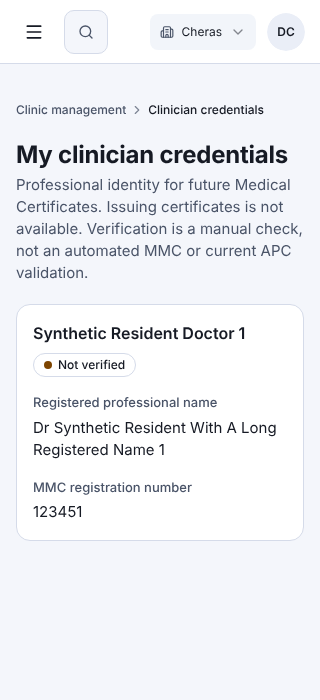 Cheras
DC
Clinic management > Clinician credentials
My clinician credentials
Professional identity for future Medical
Certificates. Issuing certificates is not
available. Verification is a manual check,
not an automated MMC or current APC
validation.
Synthetic Resident Doctor 1
Not verified
Registered professional name
Dr Synthetic Resident With A Long
Registered Name 1
MMC registration number
123451